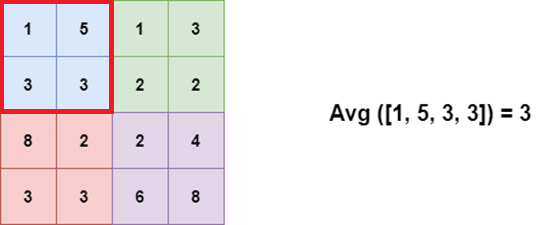 1 5 1 3
3 3 2 2
Avg ([1, 5, 3, 3]) = 3
8 2 2 4
3 3 6 8